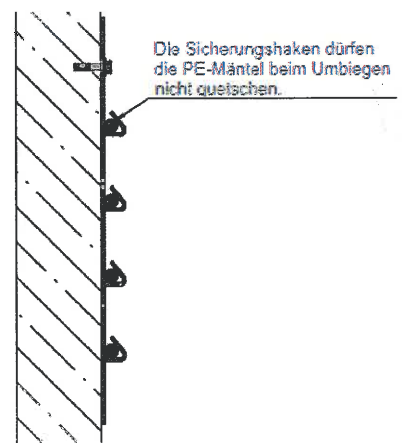 Die Sicherungshaken dürfen
die PE-Mäntel beim Umbiegen
nicht quetschen.